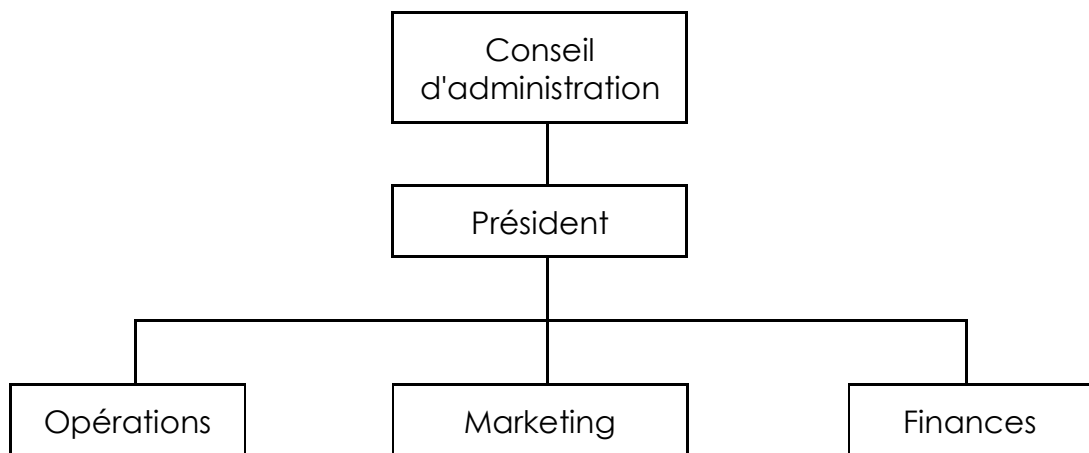 Conseil
d'administration
Président
Opérations
Marketing
Finances